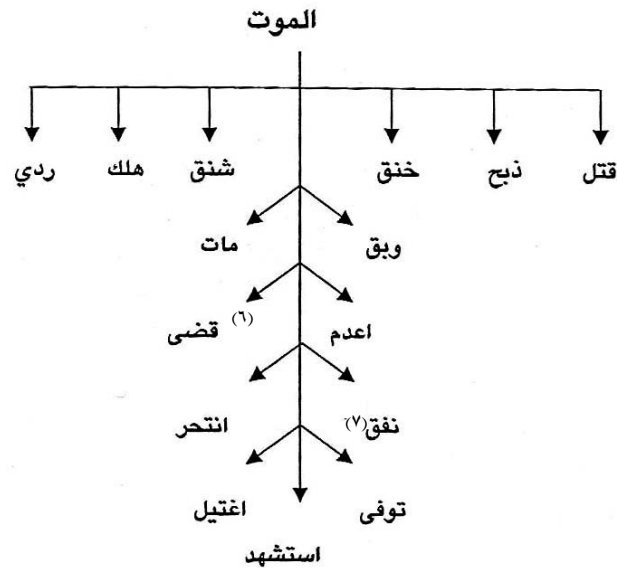 الموت
قتل ذبح خنق شنق هلك ردي
وبق مات
اعدم قضى (٦)
نفق (٧) انتحر
توفى اغتيل
استشهد